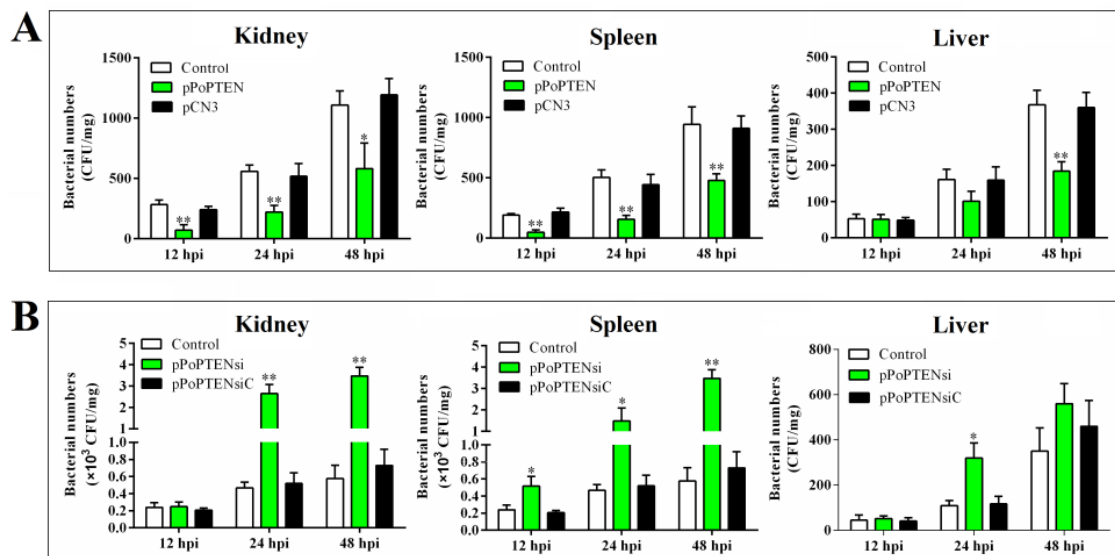 A
Kidney
Bacterial numbers
(CFU/mg)
1500
1000
500
0
Control
pPoPTEN
pCN3
**
**
*
12 hpi 24 hpi 48 hpi
Spleen
Bacterial numbers
(CFU/mg)
1500
1000
500
0
Control
pPoPTEN
pCN3
**
**
**
12 hpi 24 hpi 48 hpi
Liver
Bacterial numbers
(CFU/mg)
500
400
300
200
100
0
Control
pPoPTEN
pCN3
**
12 hpi 24 hpi 48 hpi
B
Kidney
Bacterial numbers
(×10³ CFU/mg)
5
4
3
2
1
0.8
0.6
0.4
0.2
0.0
Control
pPoPTENsi
pPoPTENsiC
**
**
12 hpi 24 hpi 48 hpi
Spleen
Bacterial numbers
(×10³ CFU/mg)
5
4
3
2
1
0.8
0.6
0.4
0.2
0.0
Control
pPoPTENsi
pPoPTENsiC
*
*
**
12 hpi 24 hpi 48 hpi
Liver
Bacterial numbers
(CFU/mg)
800
600
400
200
0
Control
pPoPTENsi
pPoPTENsiC
*
12 hpi 24 hpi 48 hpi